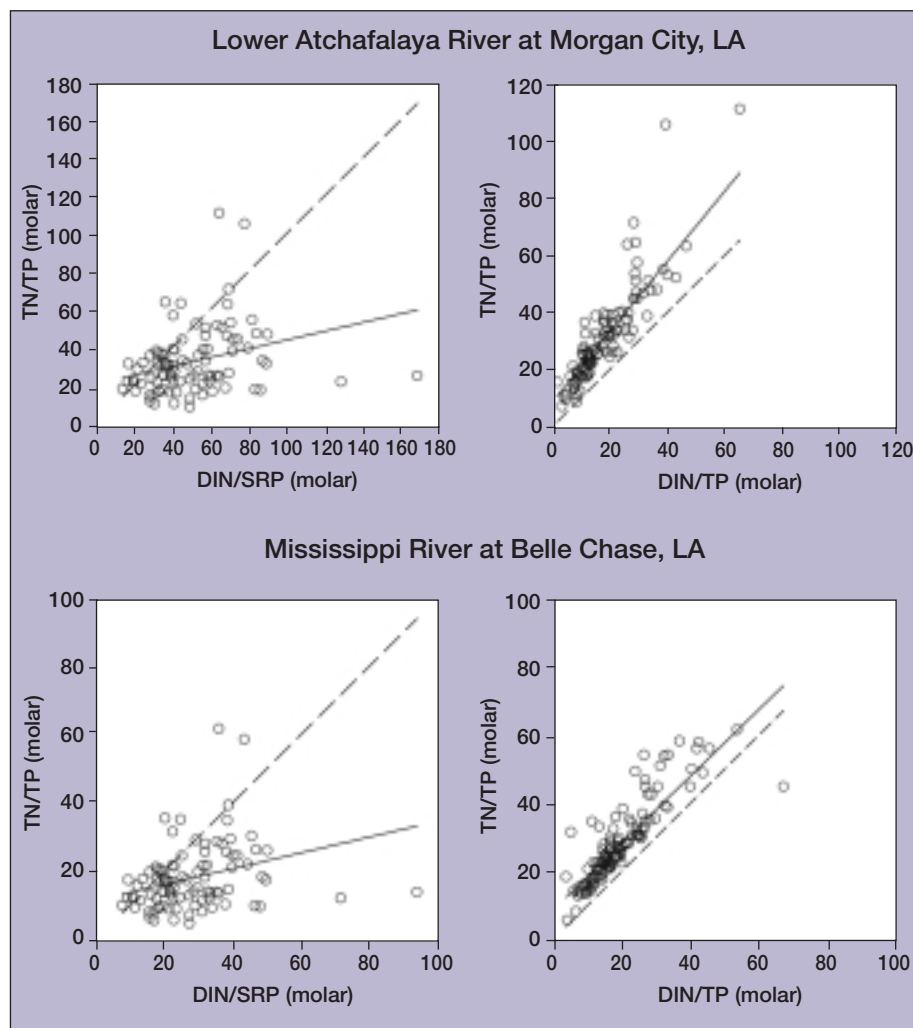 Lower Atchafalaya River at Morgan City, LA
TN/TP (molar)
180
160
140
120
100
80
60
40
20
0
0 20 40 60 80 100 120 140 160 180
DIN/SRP (molar)
TN/TP (molar)
120
100
80
60
40
20
0
0 20 40 60 80 100 120
DIN/TP (molar)
Mississippi River at Belle Chase, LA
TN/TP (molar)
100
80
60
40
20
0
0 20 40 60 80 100
DIN/SRP (molar)
TN/TP (molar)
100
80
60
40
20
0
0 20 40 60 80 100
DIN/TP (molar)